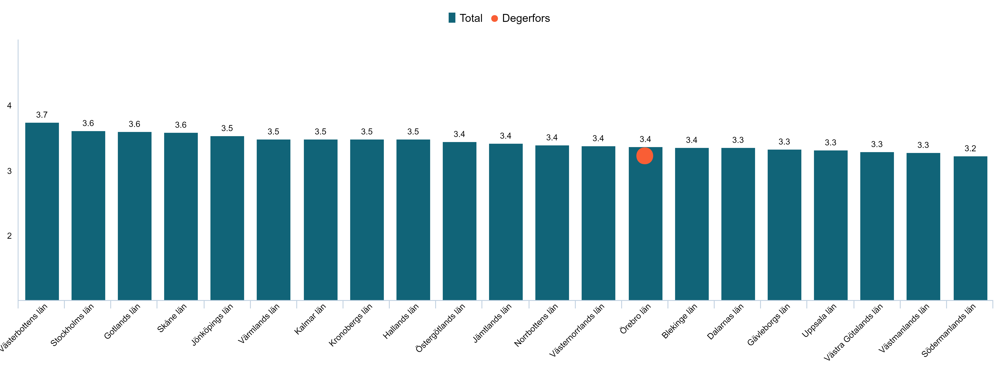 Total Degerfors
4
3
2
3.7 3.6 3.6 3.6 3.5 3.5 3.5 3.5 3.5 3.4 3.4 3.4 3.4 3.4 3.4 3.3 3.3 3.3 3.3 3.3 3.2
Västerbottens län
Stockholms län
Gotlands län
Skåne län
Jönköpings län
Värmlands län
Kalmar län
Kronobergs län
Hallands län
Östergötlands län
Jämtlands län
Norrbottens län
Västernorrlands län
Örebro län
Blekinge län
Dalarnas län
Gävleborgs län
Uppsala län
Västra Götalands län
Västmanlands län
Södermanlands län